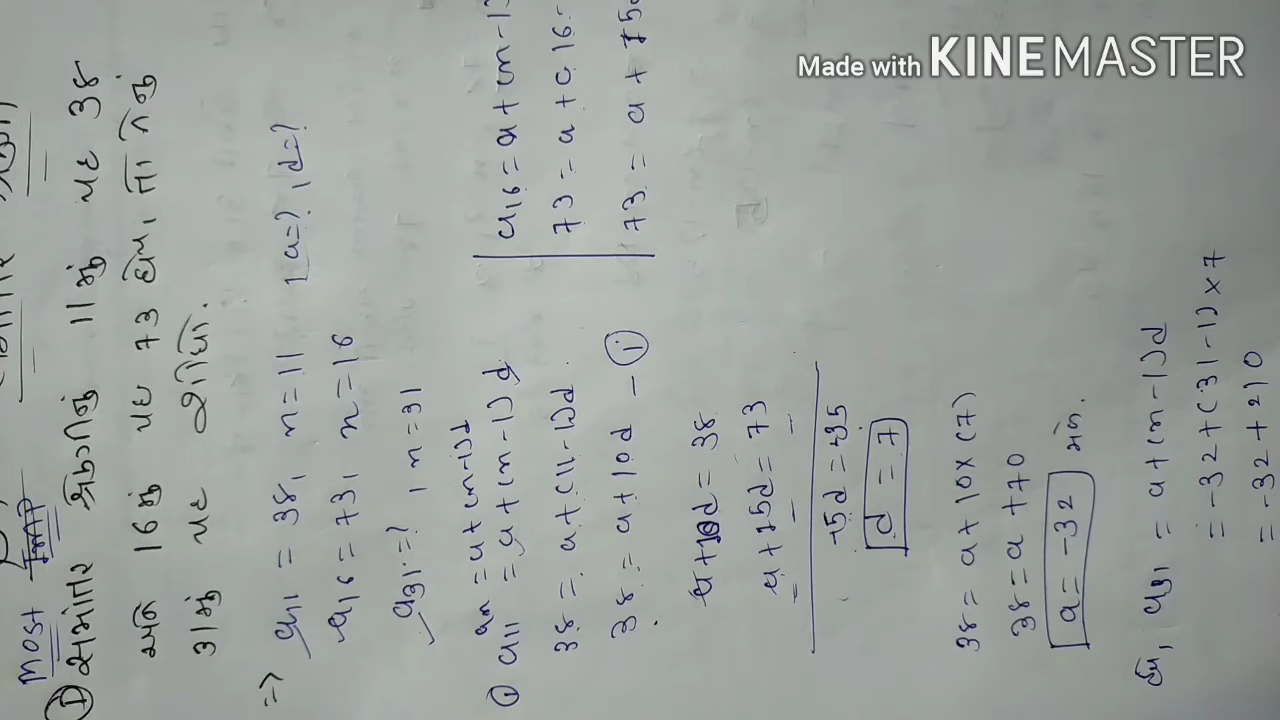 MOST IMP
① સમાંતર શ્રેણીનું 11મું પદ 38
અને 16મું પદ 73 હોય, તો તેનું
31મું પદ શોધો.
=> a11 = 38, n=11, a=?, d=?
a16 = 73, n=16
a31=?, n=31
an = a+(n-1)d
① a11 = a+(n-1)d
38 = a+(11-1)d
38 = a+10d - ①
a16 = a+(n-1)
73 = a+(16-
73 = a+15d
a+10d = 38
a+15d = 73
- - -
-5d = -35
d = 7
38 = a+10×(7)
38 = a+70
a = -32
હવે, a31 = a+(n-1)d
= -32+(31-1)×7
= -32+210
Made with KINEMASTER